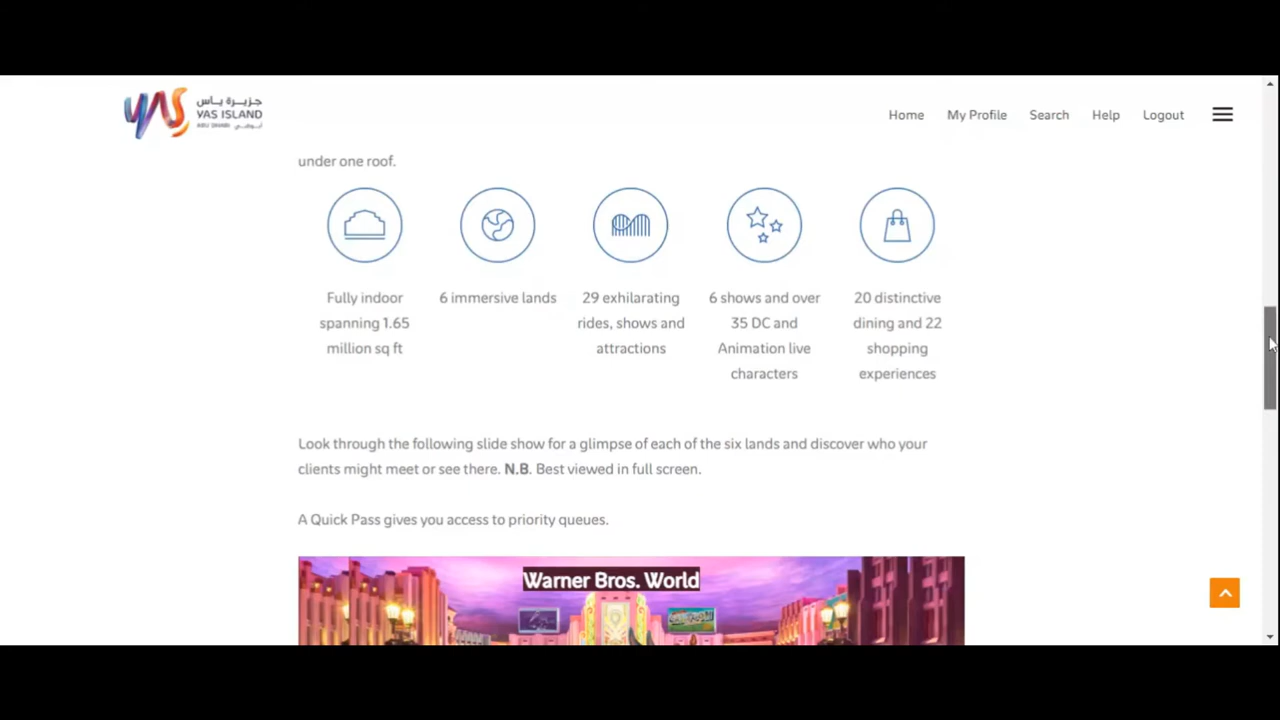 جزيرة ياس
YAS ISLAND
ABU DHABI أبوظبي
Home My Profile Search Help Logout
under one roof.
Fully indoor
spanning 1.65
million sq ft
6 immersive lands
29 exhilarating
rides, shows and
attractions
6 shows and over
35 DC and
Animation live
characters
20 distinctive
dining and 22
shopping
experiences
Look through the following slide show for a glimpse of each of the six lands and discover who your
clients might meet or see there. N.B. Best viewed in full screen.
A Quick Pass gives you access to priority queues.
Warner Bros. World